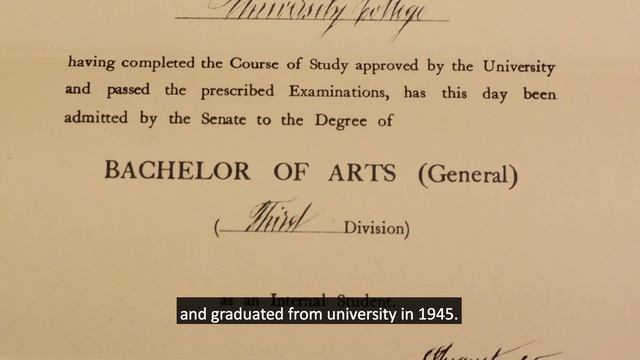 University College
having completed the Course of Study approved by the University
and passed the prescribed Examinations, has this day been
admitted by the Senate to the Degree of
BACHELOR OF ARTS (General)
(Third Division)
as an Internal Student.
and graduated from university in 1945.